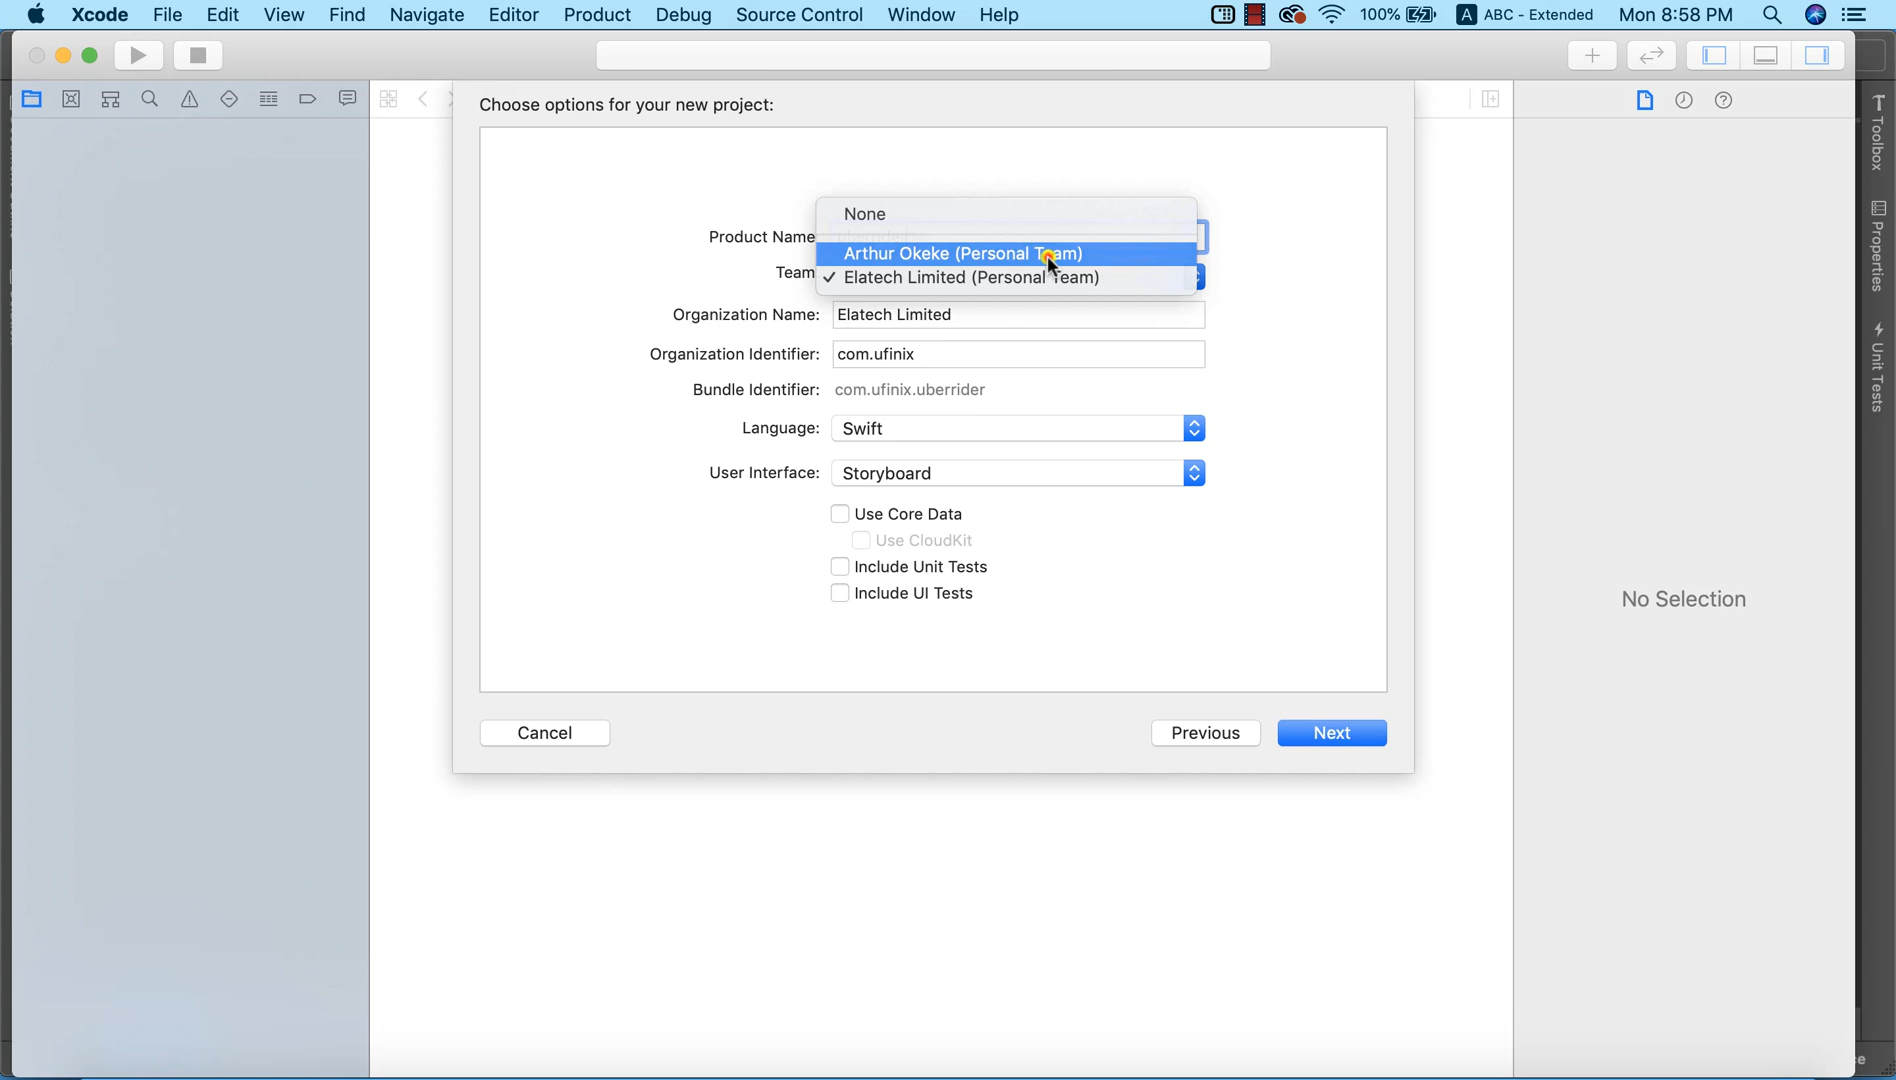 Xcode File Edit View Find Navigate Editor Product Debug Source Control Window Help 100% A ABC - Extended Mon 8:58 PM
Choose options for your new project:
None
Product Name
Arthur Okeke (Personal Team)
Team
✓ Elatech Limited (Personal Team)
Organization Name: Elatech Limited
Organization Identifier: com.ufinix
Bundle Identifier: com.ufinix.uberrider
Language: Swift
User Interface: Storyboard
Use Core Data
Use CloudKit
Include Unit Tests
Include UI Tests
Cancel Previous Next
No Selection
Toolbox
Properties
Unit Tests